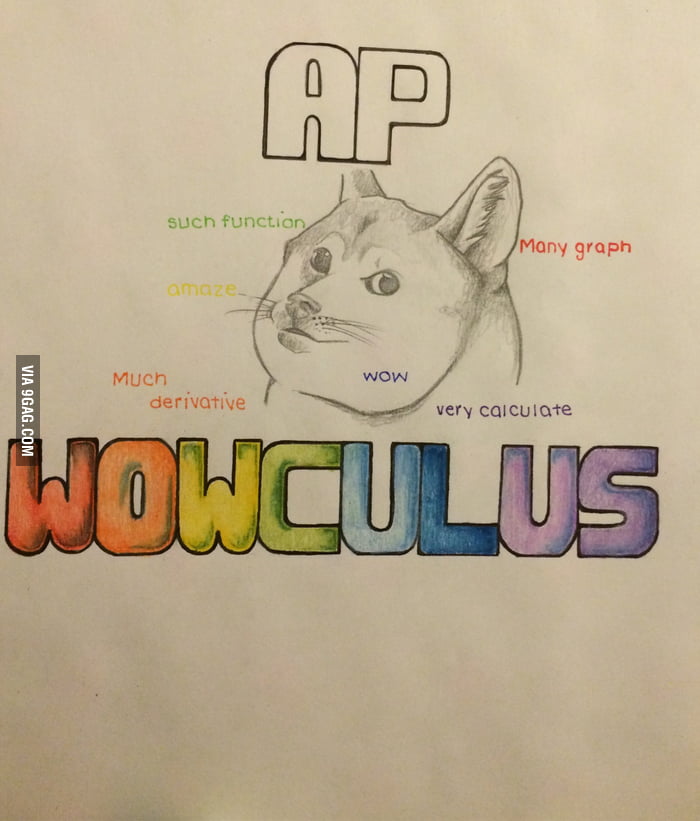 AP
such function
Many graph
amaze
Much
derivative
wow
very calculate
WOWCULUS
VIA 9GAG.COM